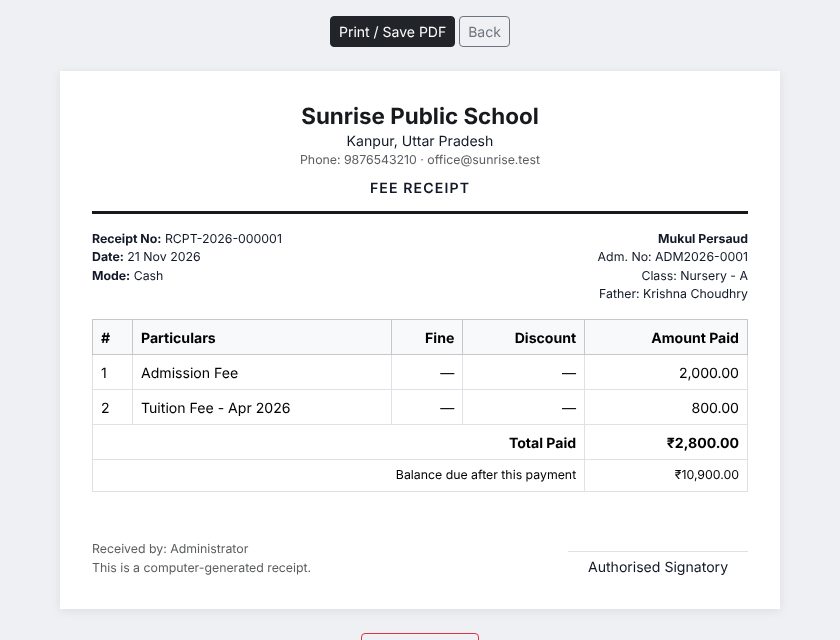 Print / Save PDF Back
Sunrise Public School
Kanpur, Uttar Pradesh
Phone: 9876543210 · office@sunrise.test
FEE RECEIPT
Receipt No: RCPT-2026-000001
Date: 21 Nov 2026
Mode: Cash
Mukul Persaud
Adm. No: ADM2026-0001
Class: Nursery - A
Father: Krishna Choudhry
# Particulars Fine Discount Amount Paid
1 Admission Fee — — 2,000.00
2 Tuition Fee - Apr 2026 — — 800.00
Total Paid ₹2,800.00
Balance due after this payment ₹10,900.00
Received by: Administrator
This is a computer-generated receipt.
Authorised Signatory